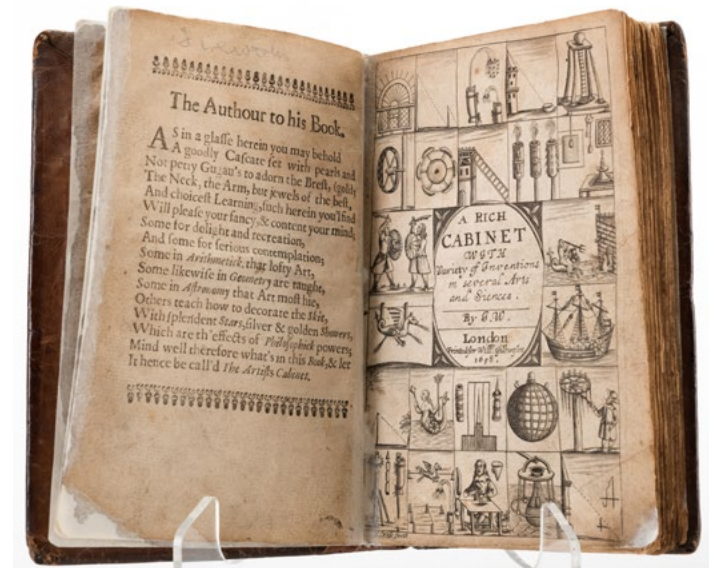 The Authour to his Book.
AS in a glaſſe herein you may behold
A goodly Caſcate ſet with pearls and
Not petty Gugau's to adorn the Breſt, (gold;
The Neck, the Arm, but jewels of the beſt,
And choiceſt Learning, ſuch herein you'l find
Will pleaſe your fancy, & content your mind;
Some for delight and recreation,
And ſome for ſerious contemplation;
Some in Arithmetick, that lofty Art,
Some likewiſe in Geometry are taught,
Some in Aſtronomy that Art moſt hie,
Others teach how to decorate the Skie,
With ſplendent Stars, ſilver & golden Showers,
Which are th'effects of Philoſophick powers;
Mind well therefore what's in this Book, & let
It hence be call'd The Artiſts Cabinet.
A RICH
CABINET
WITH
Variety of Inventions
in several Arts
and Siences.
By
London
Printed for Will: